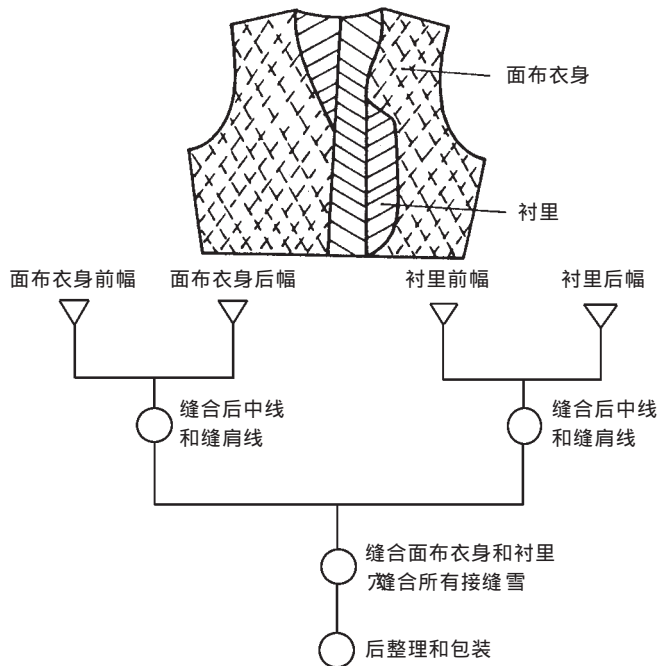 面布衣身
衬里
面布衣身前幅
面布衣身后幅
衬里前幅
衬里后幅
缝合后中线
和缝肩线
缝合后中线
和缝肩线
缝合面布衣身和衬里
穴缝合所有接缝雪
后整理和包装